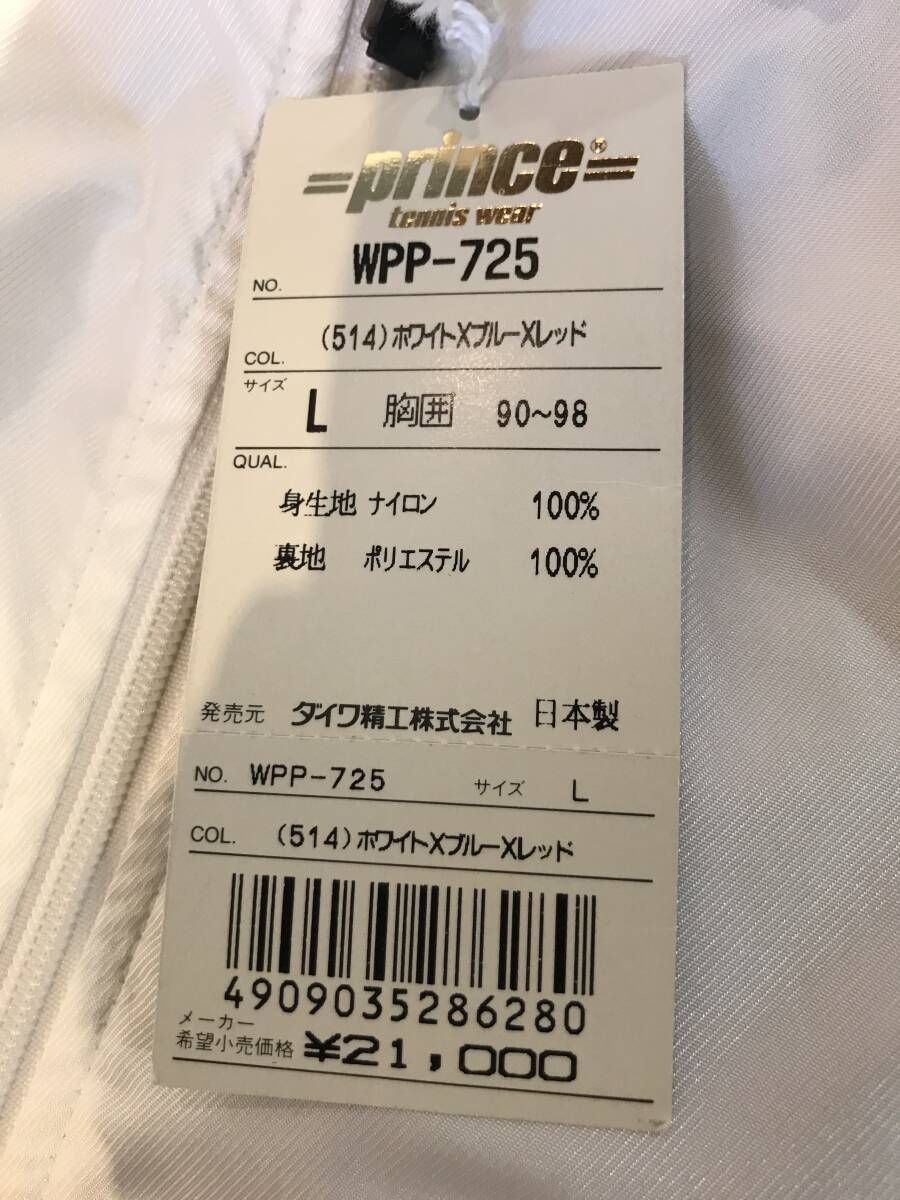 =prince=®
tennis wear
NO. WPP-725
COL. (514)ホワイトXブルーXレッド
サイズ L 胸囲 90~98
QUAL.
身生地 ナイロン 100%
裏地 ポリエステル 100%
発売元 ダイワ精工株式会社 日本製
NO. WPP-725 サイズ L
COL. (514)ホワイトXブルーXレッド
4909035286280
メーカー
希望小売価格 ¥21,000